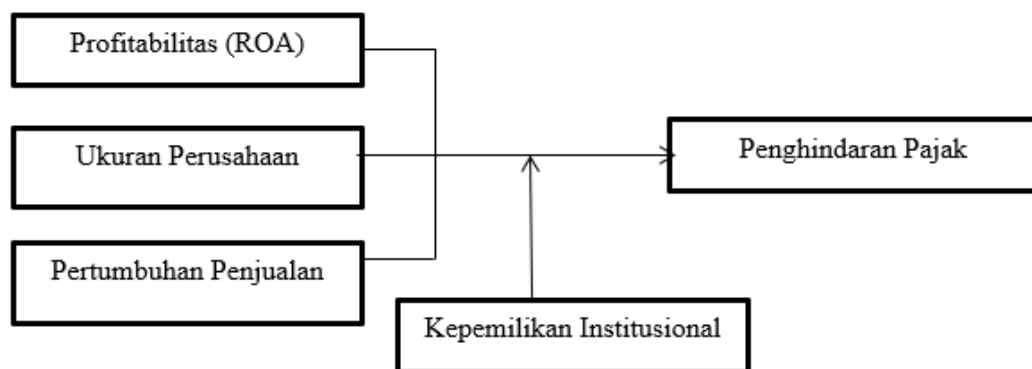 Profitabilitas (ROA)
Ukuran Perusahaan
Penghindaran Pajak
Pertumbuhan Penjualan
Kepemilikan Institusional